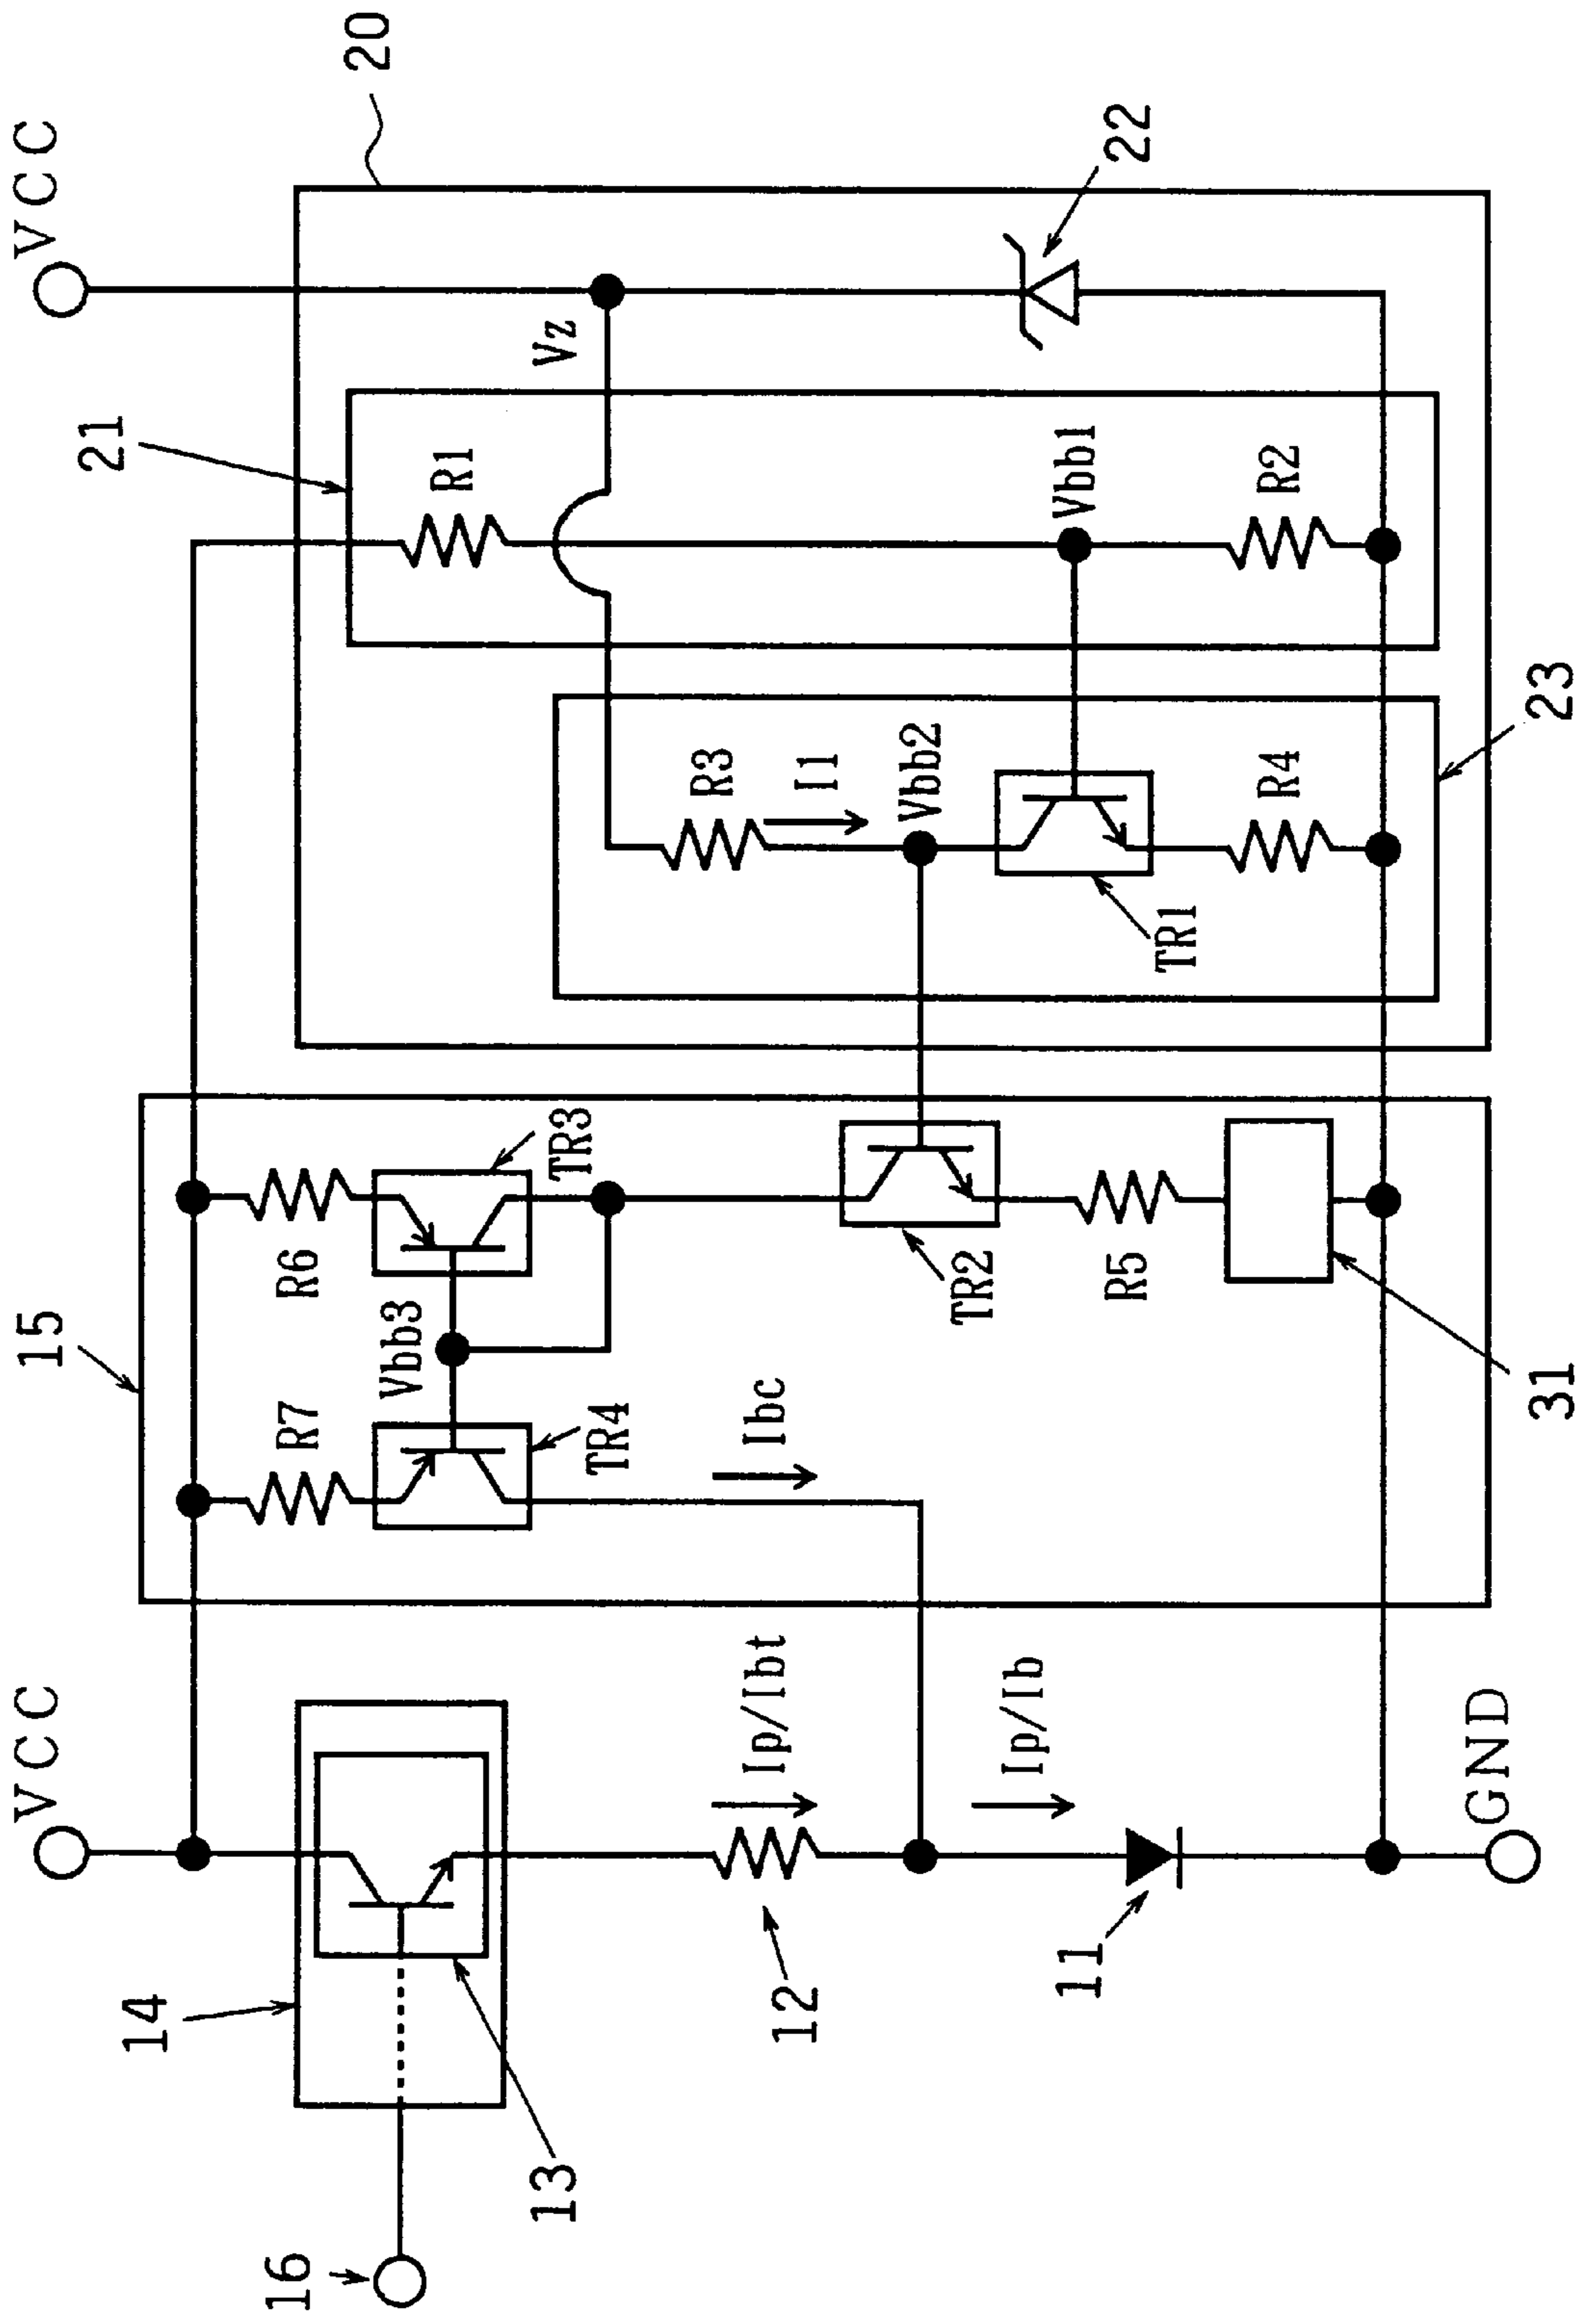 VCC
VCC
20
15
21
14
R7
R6
TR3
R1
Vz
Vbb3
TR4
16
13
R3
I1
Vbb2
22
Ip/Ibt
Ibc
12
TR2
TR1
Vbb1
Ip/Ib
R5
R4
R2
11
GND
31
23